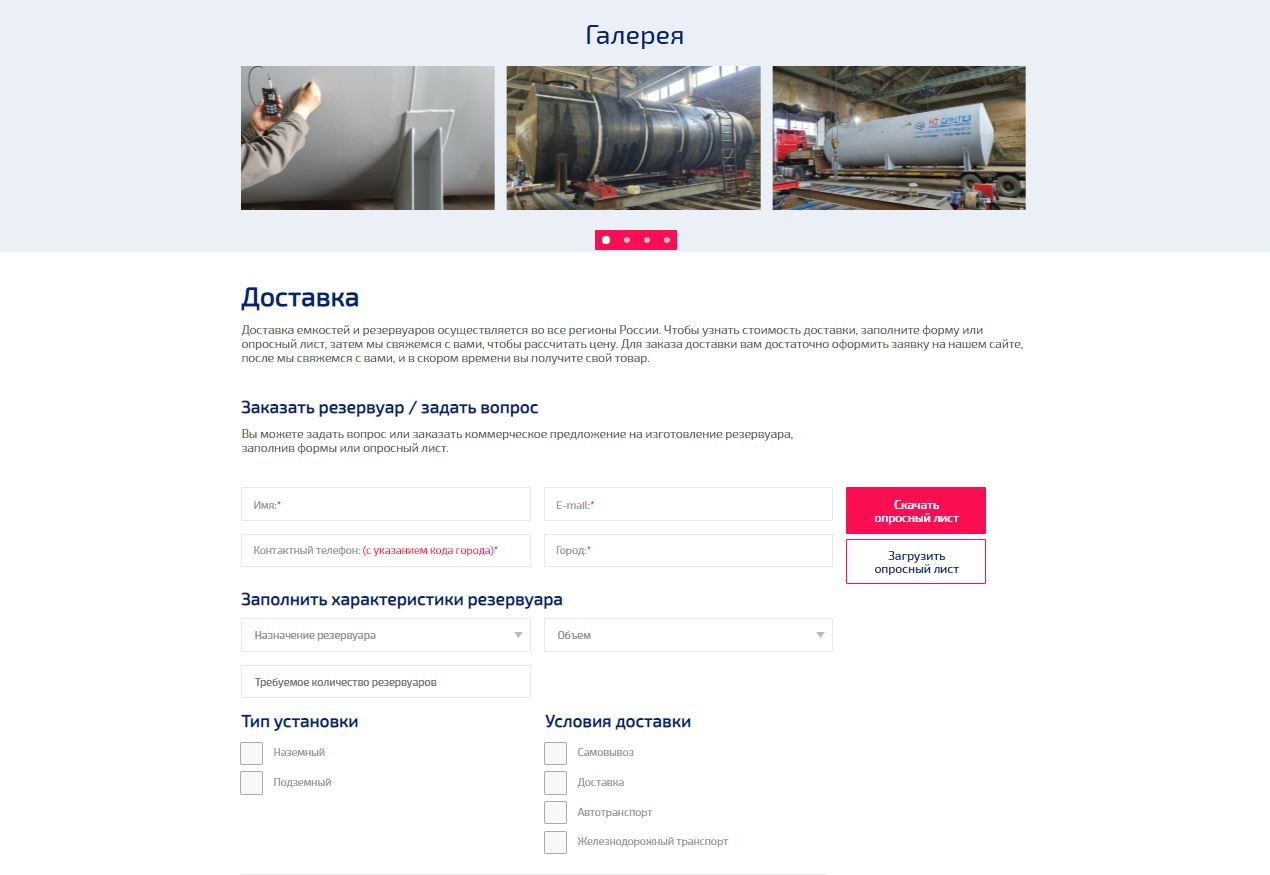 Галерея
НТ СИНТЕЗ
Доставка
Доставка емкостей и резервуаров осуществляется во все регионы России. Чтобы узнать стоимость доставки, заполните форму или
опросный лист, затем мы свяжемся с вами, чтобы рассчитать цену. Для заказа доставки вам достаточно оформить заявку на нашем сайте,
после мы свяжемся с вами, и в скором времени вы получите свой товар.
Заказать резервуар / задать вопрос
Вы можете задать вопрос или заказать коммерческое предложение на изготовление резервуара,
заполнив формы или опросный лист.
Имя:*
E-mail:*
Скачать
опросный лист
Контактный телефон: (с указанием кода города)*
Город:*
Загрузить
опросный лист
Заполнить характеристики резервуара
Назначение резервуара
Объем
Требуемое количество резервуаров
Тип установки
Условия доставки
Наземный
Самовывоз
Подземный
Доставка
Автотранспорт
Железнодорожный транспорт